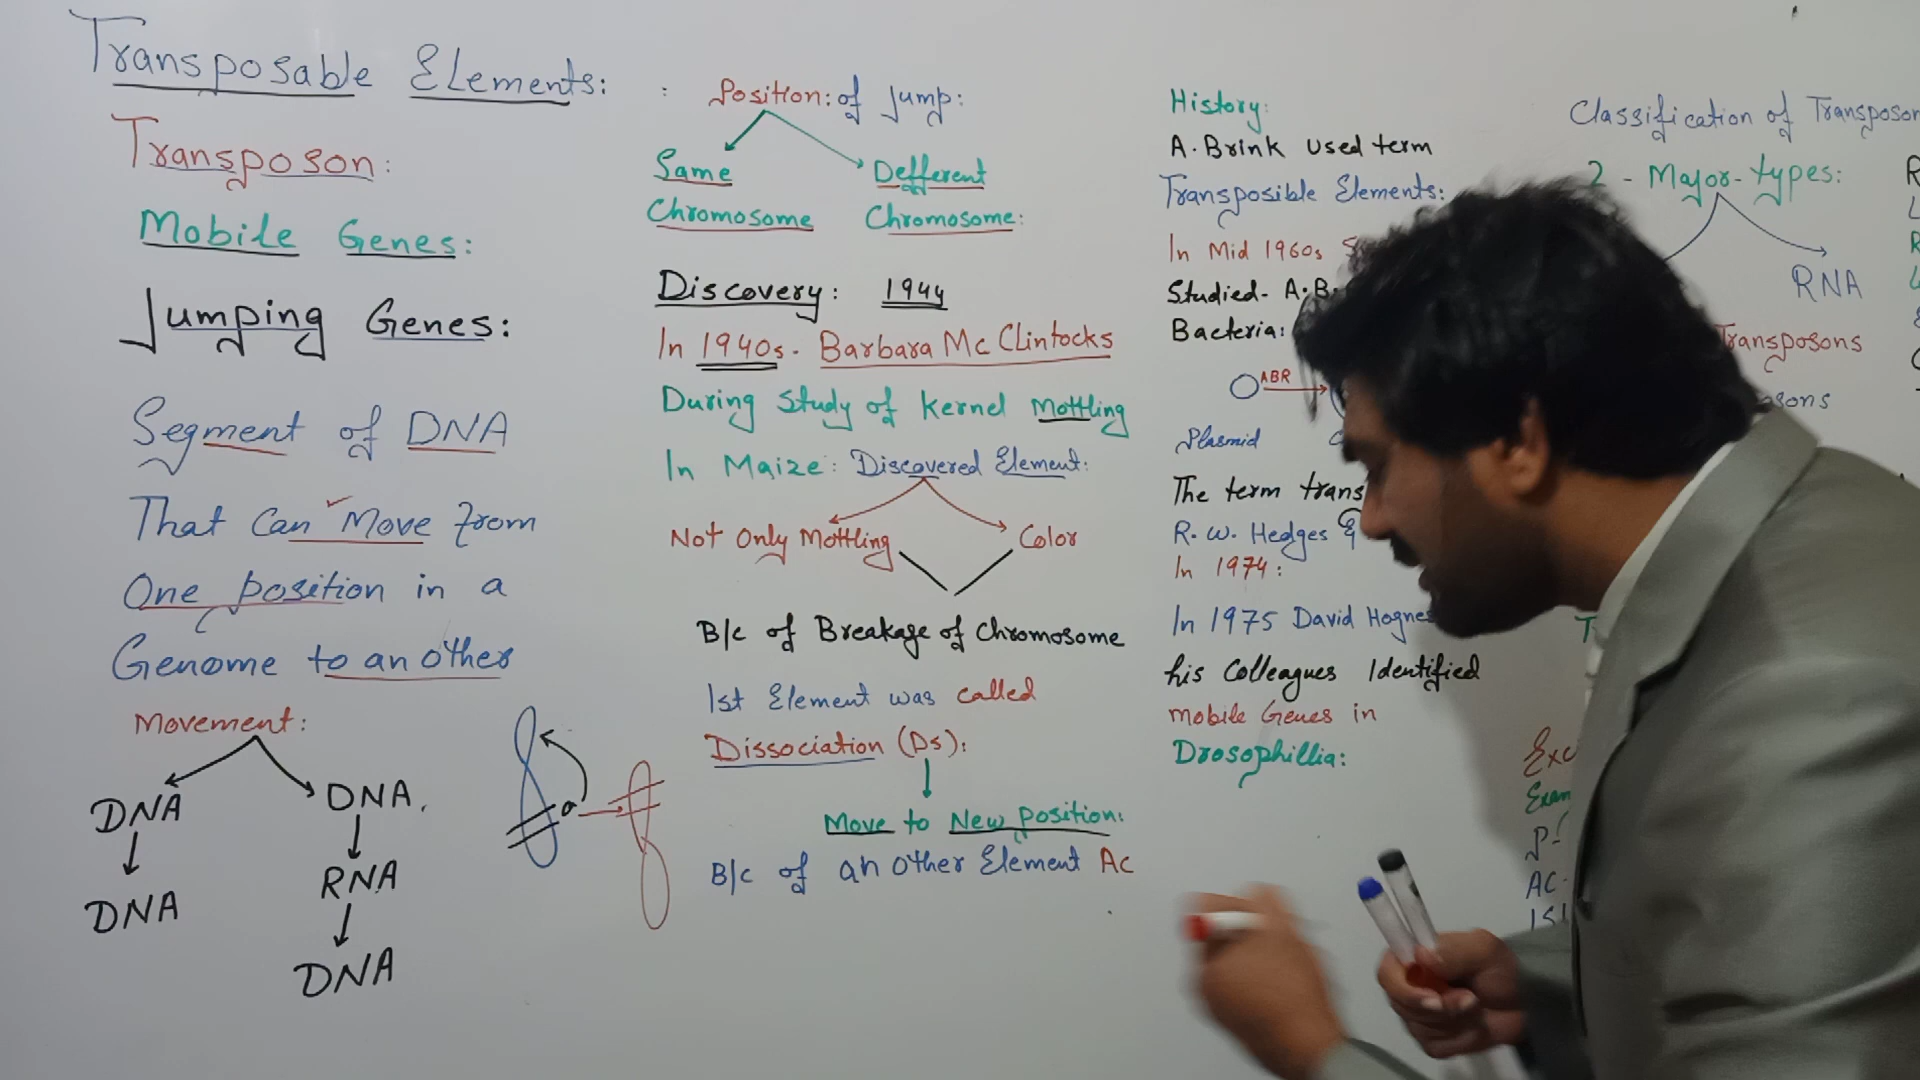 Transposable Elements:
Transposon:
Mobile Genes:
Jumping Genes:
Segment of DNA
That Can Move from
One position in a
Genome to an other
Movement:
DNA
DNA
DNA.
RNA
DNA
: Position: of Jump:
Same
Chromosome
Defferent
Chromosome:
Discovery: 1944
In 1940s. Barbara Mc Clintocks
During Study of Kernel Mottling
In Maize: Discovered Element:
Not Only Mottling
Color
B/c of Breakage of Chromosome
1st Element was called
Dissociation (Ds):
Move to New position:
B/c of an other Element Ac
History:
A. Brink used term
Transposible Elements:
In Mid 1960s
Studied- A.B.
Bacteria:
ABR
Plasmid
The term trans
R. W. Hedges &
In 1974:
In 1975 David Hognes
his Colleagues Identified
mobile Genes in
Drosophillia:
Classification of Transposon
2 - Major - types:
RNA
Transposons
Exc
Exam
AC-